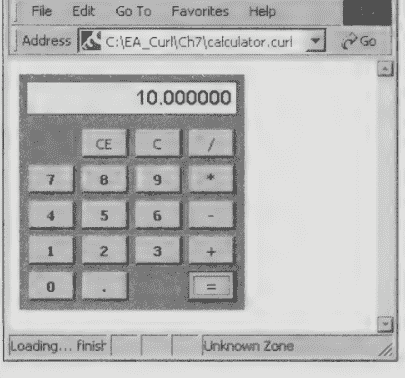 File Edit Go To Favorites Help
Address C:\EA_Curl\Ch7\calculator.curl Go
10.000000
CE C /
7 8 9 *
4 5 6 -
1 2 3 +
0 . =
Loading... finish Unknown Zone